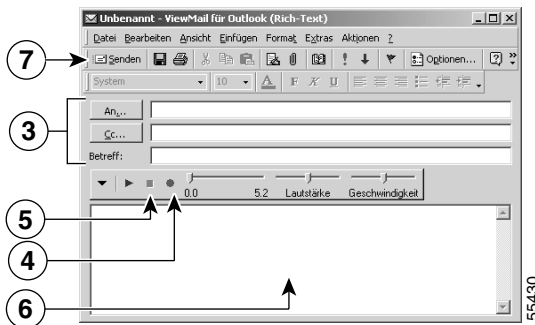 Unbenannt - ViewMail für Outlook (Rich-Text)
Datei Bearbeiten Ansicht Einfügen Format Extras Aktionen ?
7
Senden Optionen...
System 10 A F K U
3
An...
Cc...
Betreff:
0.0 5.2 Lautstärke Geschwindigkeit
5
4
6
55430